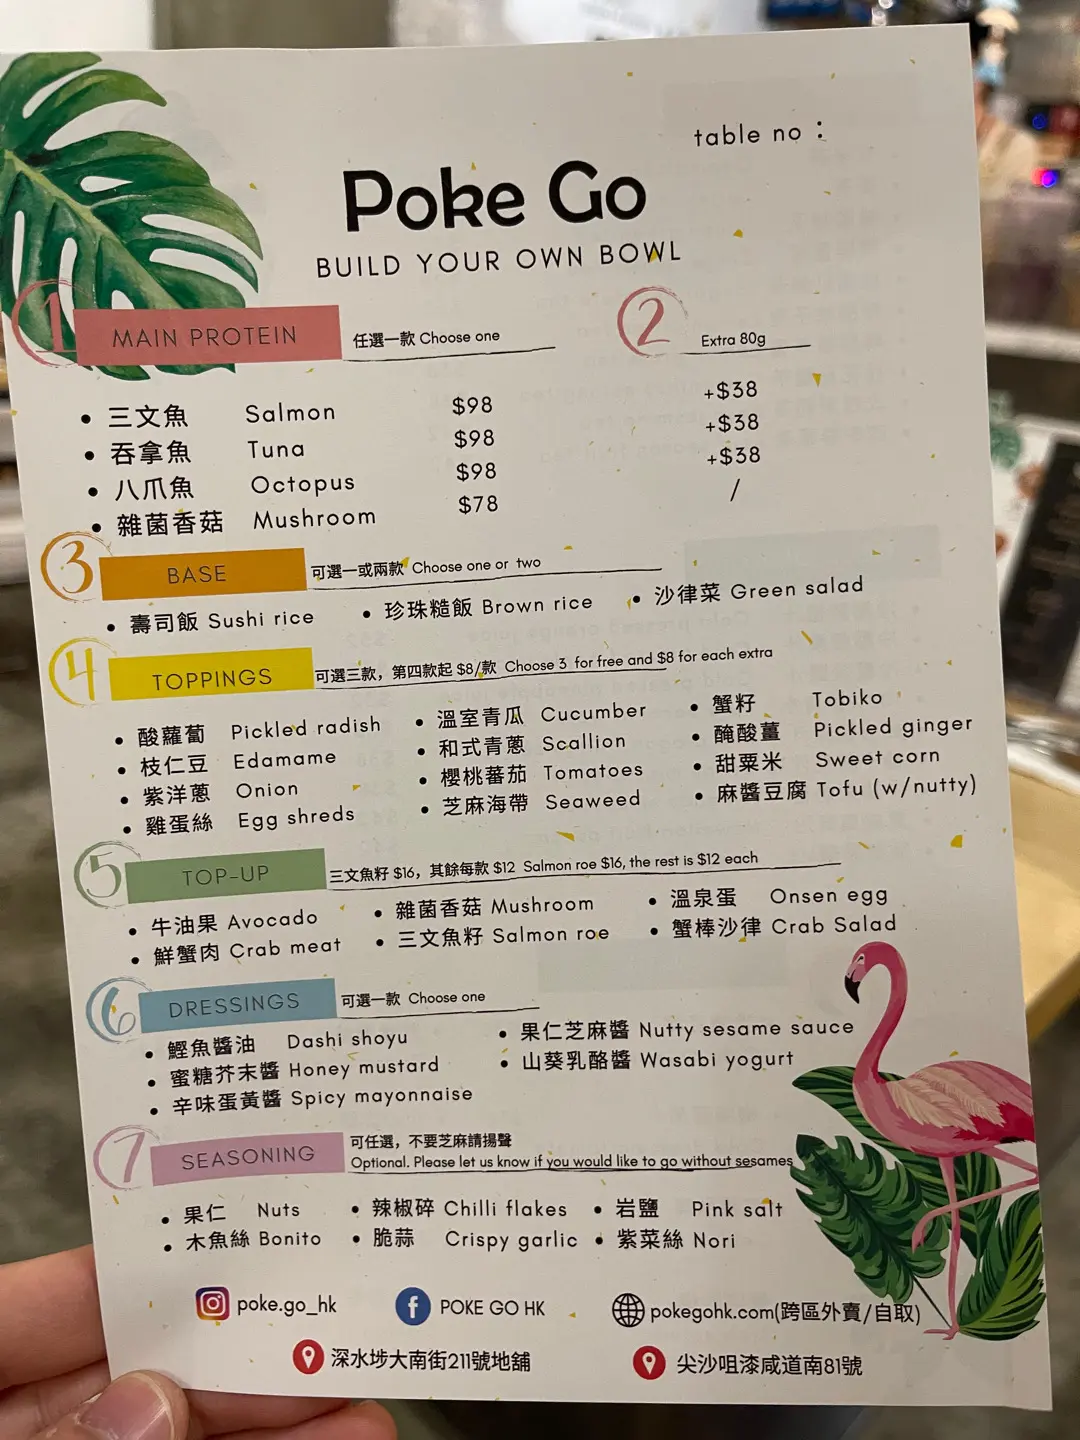 table no :
Poke Go
BUILD YOUR OWN BOWL
1 MAIN PROTEIN 任選一款 Choose one
2 Extra 80g
三文魚 Salmon $98 +$38
吞拿魚 Tuna $98 +$38
八爪魚 Octopus $98 +$38
雜菌香菇 Mushroom $78 /
3 BASE 可選一或兩款 Choose one or two
壽司飯 Sushi rice 珍珠糙飯 Brown rice 沙律菜 Green salad
4 TOPPINGS 可選三款，第四款起 $8/款 Choose 3 for free and $8 for each extra
酸蘿蔔 Pickled radish 溫室青瓜 Cucumber 蟹籽 Tobiko
枝仁豆 Edamame 和式青蔥 Scallion 醃酸薑 Pickled ginger
紫洋蔥 Onion 櫻桃蕃茄 Tomatoes 甜粟米 Sweet corn
雞蛋絲 Egg shreds 芝麻海帶 Seaweed 麻醬豆腐 Tofu (w/nutty)
5 TOP-UP 三文魚籽 $16，其餘每款 $12 Salmon roe $16, the rest is $12 each
牛油果 Avocado 雜菌香菇 Mushroom 溫泉蛋 Onsen egg
鮮蟹肉 Crab meat 三文魚籽 Salmon roe 蟹棒沙律 Crab Salad
6 DRESSINGS 可選一款 Choose one
鰹魚醬油 Dashi shoyu 果仁芝麻醬 Nutty sesame sauce
蜜糖芥末醬 Honey mustard 山葵乳酪醬 Wasabi yogurt
辛味蛋黃醬 Spicy mayonnaise
7 SEASONING 可任選，不要芝麻請揚聲
Optional. Please let us know if you would like to go without sesames
果仁 Nuts 辣椒碎 Chilli flakes 岩鹽 Pink salt
木魚絲 Bonito 脆蒜 Crispy garlic 紫菜絲 Nori
poke.go_hk POKE GO HK pokegohk.com(跨區外賣/自取)
深水埗大南街211號地舖 尖沙咀漆咸道南81號